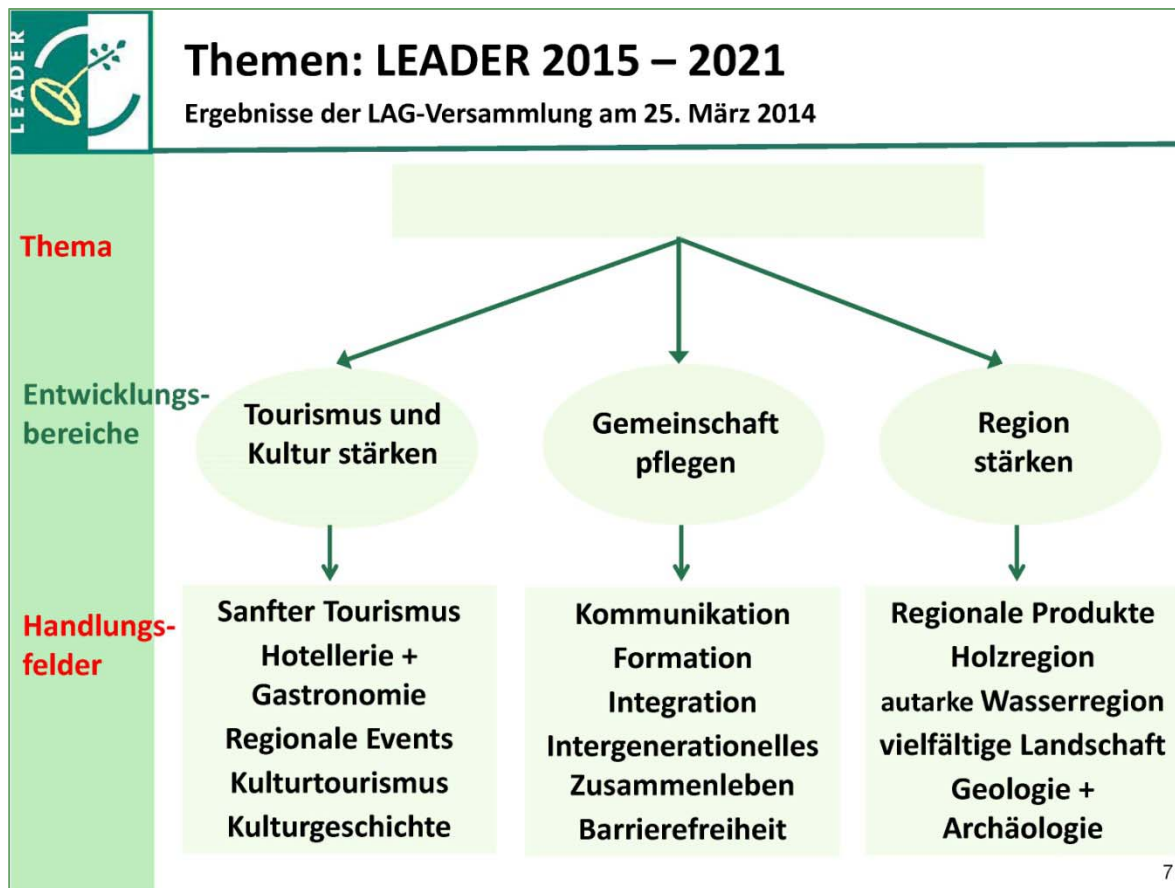 LEADER
Themen: LEADER 2015 – 2021
Ergebnisse der LAG-Versammlung am 25. März 2014
Thema
Entwicklungs-
bereiche
Tourismus und
Kultur stärken
Gemeinschaft
pflegen
Region
stärken
Handlungs-
felder
Sanfter Tourismus
Hotellerie +
Gastronomie
Regionale Events
Kulturtourismus
Kulturgeschichte
Kommunikation
Formation
Integration
Intergenerationelles
Zusammenleben
Barrierefreiheit
Regionale Produkte
Holzregion
autarke Wasserregion
vielfältige Landschaft
Geologie +
Archäologie
7